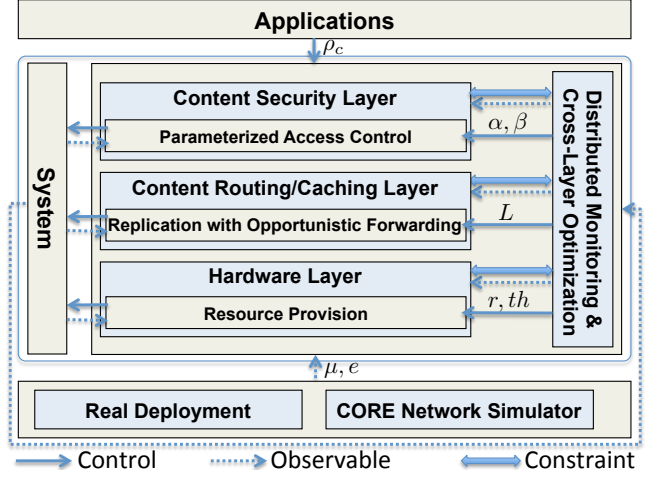 Applications
ρc
System
Content Security Layer
Parameterized Access Control
α, β
Content Routing/Caching Layer
Replication with Opportunistic Forwarding
L
Hardware Layer
Resource Provision
r, th
Distributed Monitoring &
Cross-Layer Optimization
μ, e
Real Deployment
CORE Network Simulator
Control
Observable
Constraint